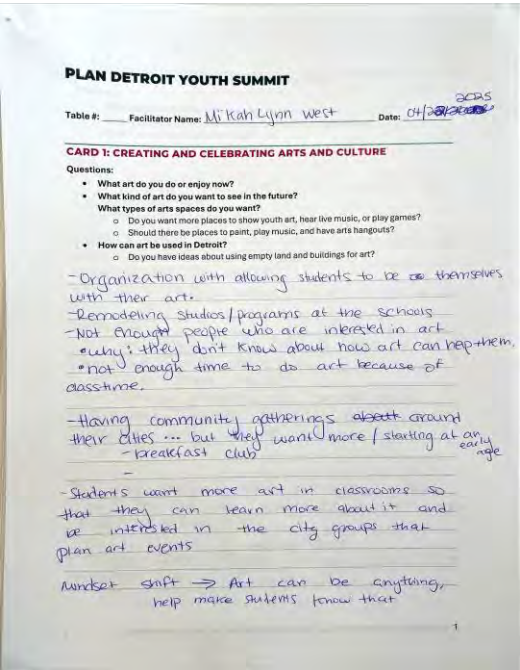 PLAN DETROIT YOUTH SUMMIT
2025
Table #: ____ Facilitator Name: Mikah Lynn West Date: 04/
CARD 1: CREATING AND CELEBRATING ARTS AND CULTURE
Questions:
• What art do you do or enjoy now?
• What kind of art do you want to see in the future?
What types of arts spaces do you want?
o Do you want more places to show youth art, hear live music, or play games?
o Should there be places to paint, play music, and have arts hangouts?
• How can art be used in Detroit?
o Do you have ideas about using empty land and buildings for art?
- Organization with allowing students to be themselves
with their art.
- Remodeling studios/programs at the schools
- Not enough people who are interested in art
• why: they don't know about how art can help them.
• not enough time to do art because of
classtime.
- Having community gatherings around
their cities ... but they want more / starting at an
early
age
- breakfast club
-
- Students want more art in classrooms so
that they can learn more about it and
be interested in the city groups that
plan art events
Mindset shift → Art can be anything,
help make students know that
1